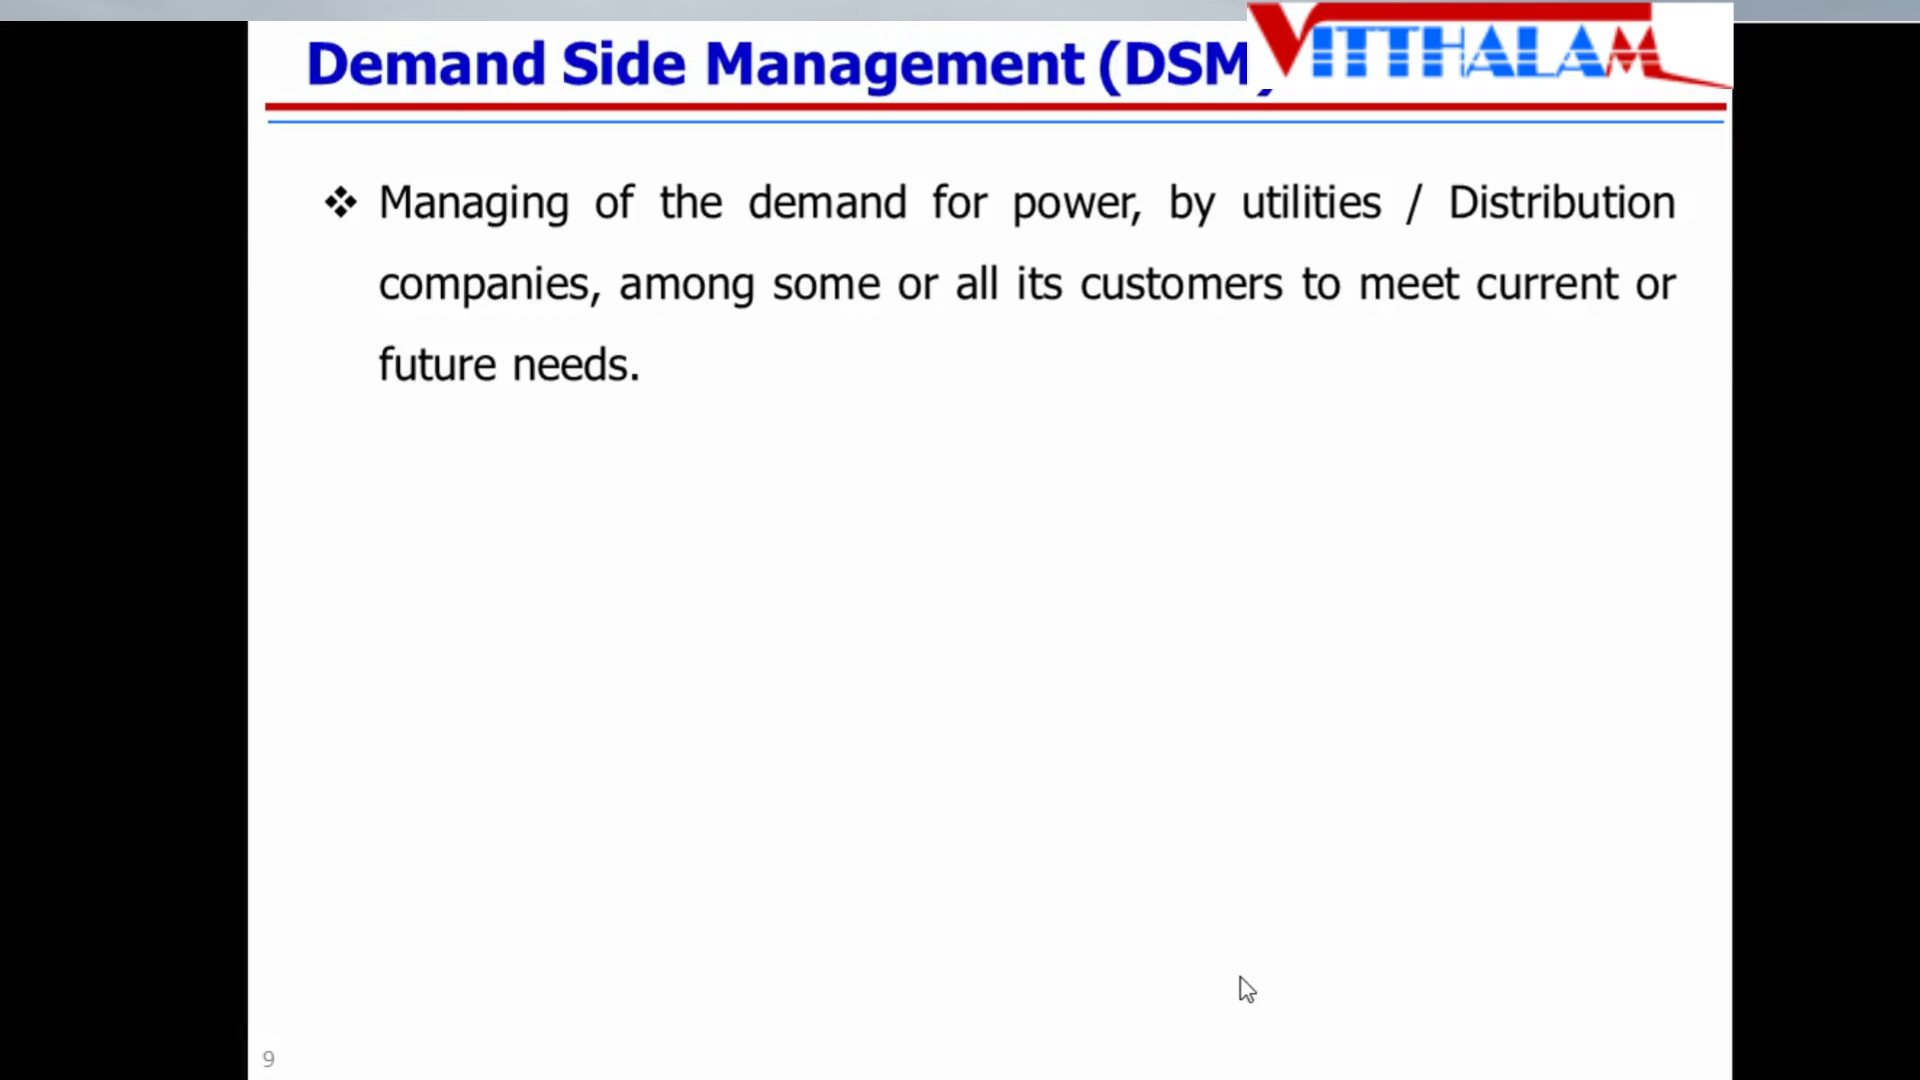 Demand Side Management (DSM)
VITTHALAM
❖ Managing of the demand for power, by utilities / Distribution
companies, among some or all its customers to meet current or
future needs.
9